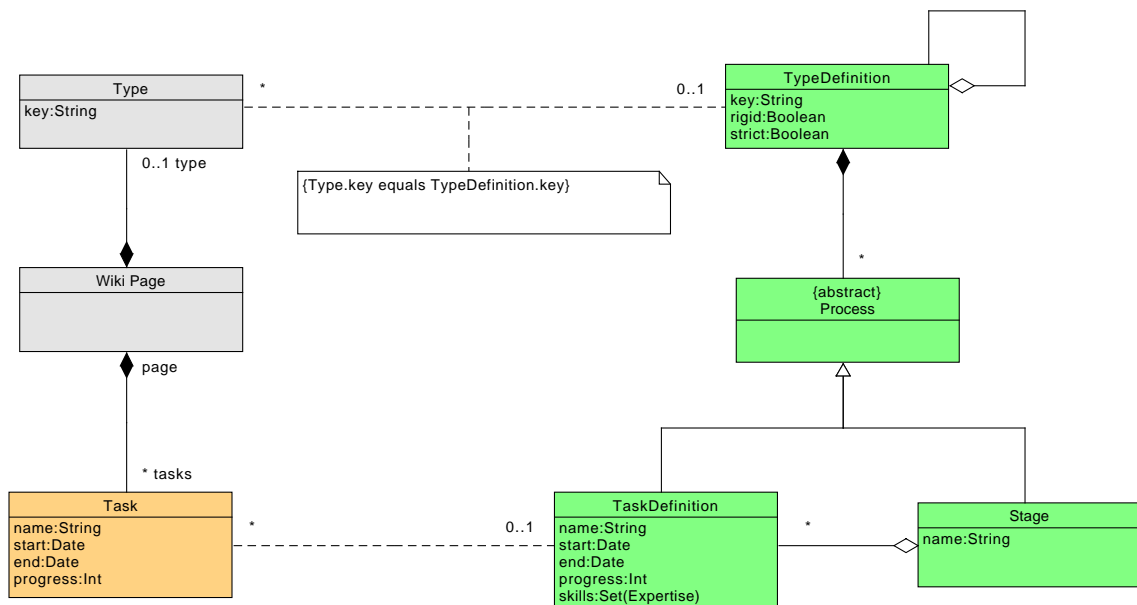 TypeDefinition
key:String
rigid:Boolean
strict:Boolean
Type
key:String
*
0..1
0..1 type
{Type.key equals TypeDefinition.key}
*
Wiki Page
page
{abstract}
Process
* tasks
Task
name:String
start:Date
end:Date
progress:Int
*
0..1
TaskDefinition
name:String
start:Date
end:Date
progress:Int
skills:Set(Expertise)
*
Stage
name:String